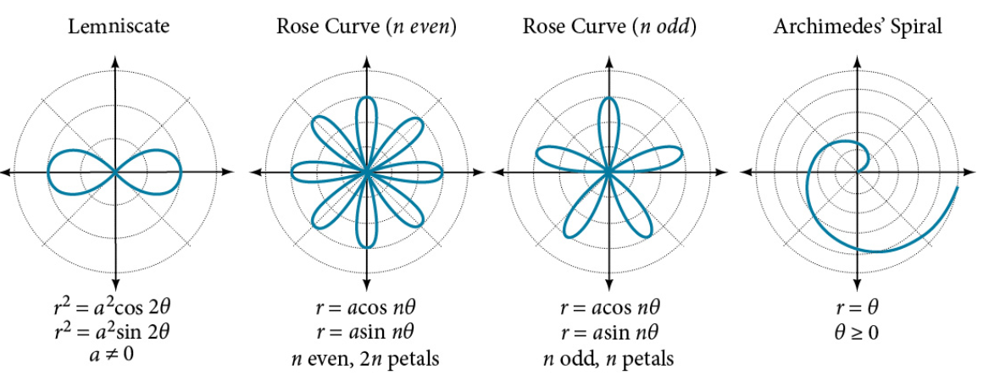 Lemniscate
r² = a²cos 2θ
r² = a²sin 2θ
a ≠ 0
Rose Curve (n even)
r = acos nθ
r = asin nθ
n even, 2n petals
Rose Curve (n odd)
r = acos nθ
r = asin nθ
n odd, n petals
Archimedes’ Spiral
r = θ
θ ≥ 0